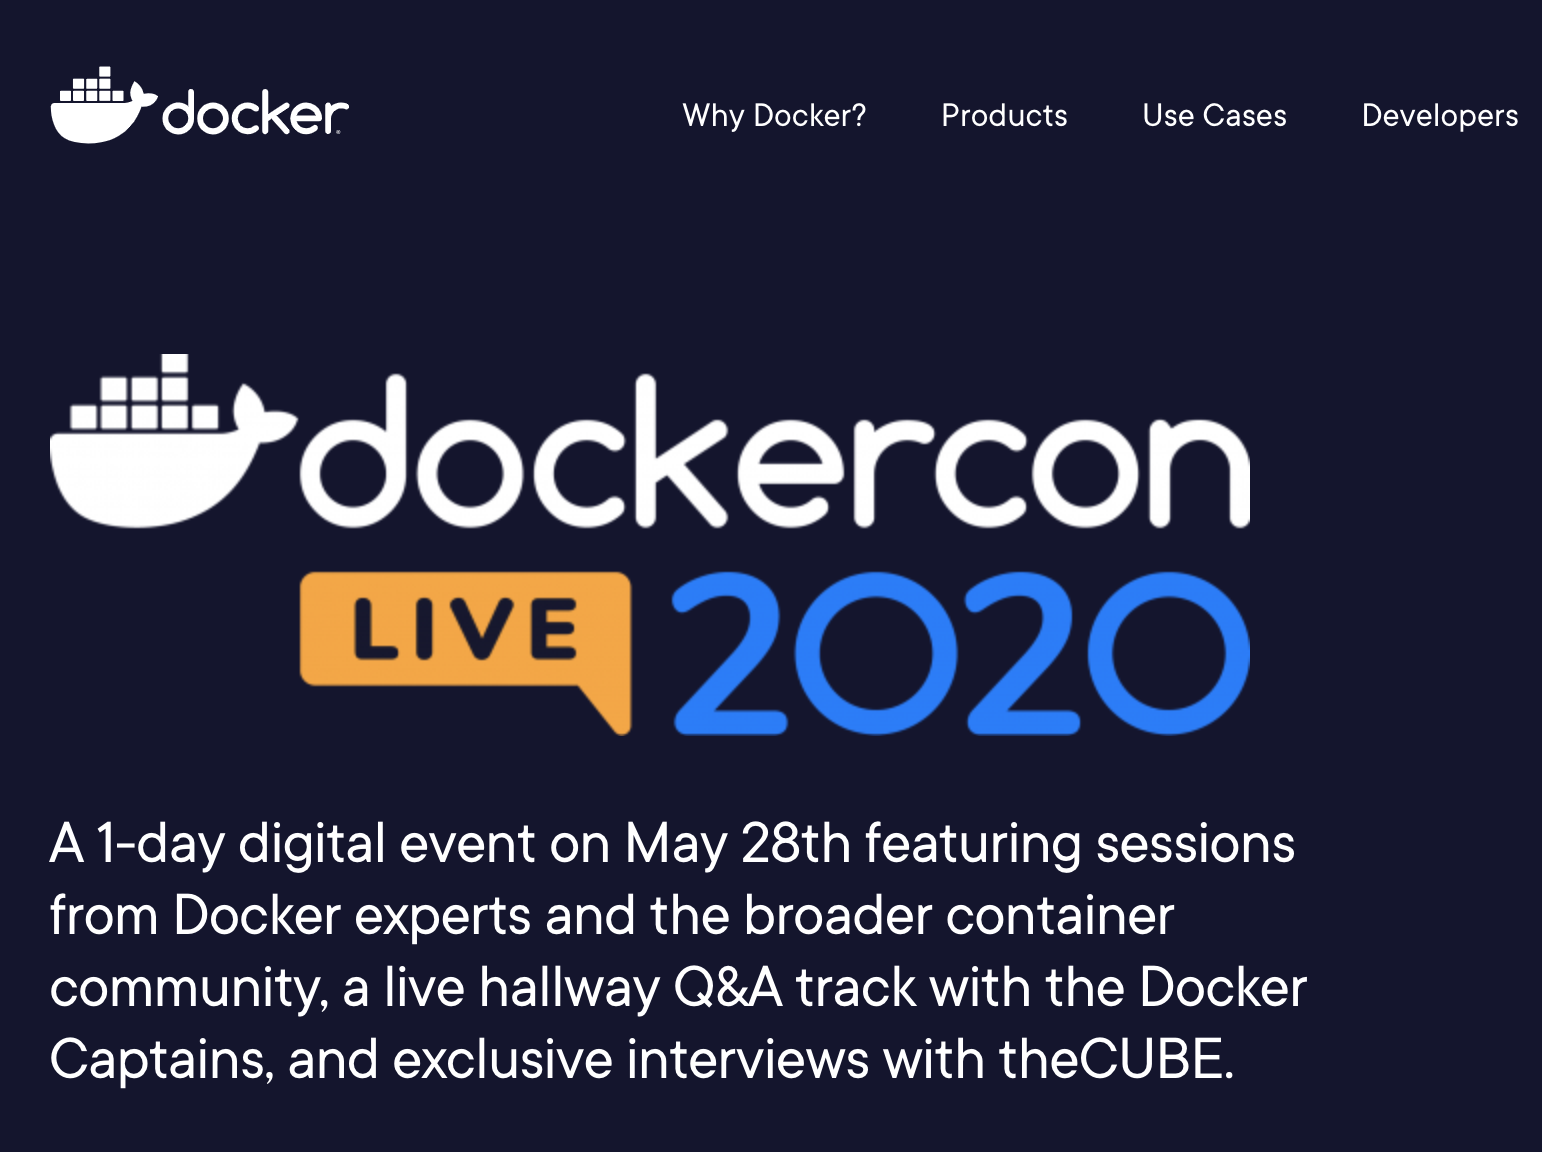 docker
Why Docker? Products Use Cases Developers
dockercon
LIVE 2020
A 1-day digital event on May 28th featuring sessions
from Docker experts and the broader container
community, a live hallway Q&A track with the Docker
Captains, and exclusive interviews with theCUBE.